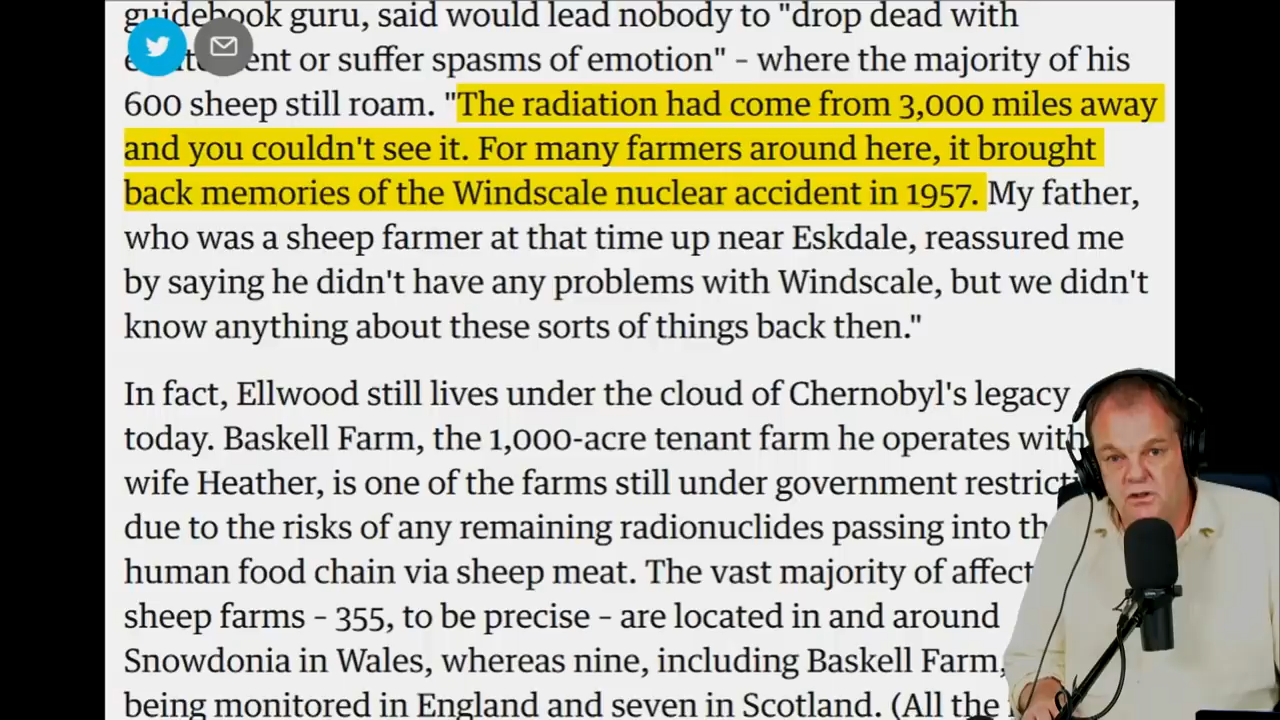 guidebook guru, said would lead nobody to "drop dead with
or suffer spasms of emotion" – where the majority of his
600 sheep still roam. "The radiation had come from 3,000 miles away
and you couldn't see it. For many farmers around here, it brought
back memories of the Windscale nuclear accident in 1957. My father,
who was a sheep farmer at that time up near Eskdale, reassured me
by saying he didn't have any problems with Windscale, but we didn't
know anything about these sorts of things back then."
In fact, Ellwood still lives under the cloud of Chernobyl's legacy
today. Baskell Farm, the 1,000-acre tenant farm he operates with
wife Heather, is one of the farms still under government
due to the risks of any remaining radionuclides passing into
human food chain via sheep meat. The vast majority of
sheep farms – 355, to be precise – are located in and around
Snowdonia in Wales, whereas nine, including Baskell Farm,
being monitored in England and seven in Scotland. (All the